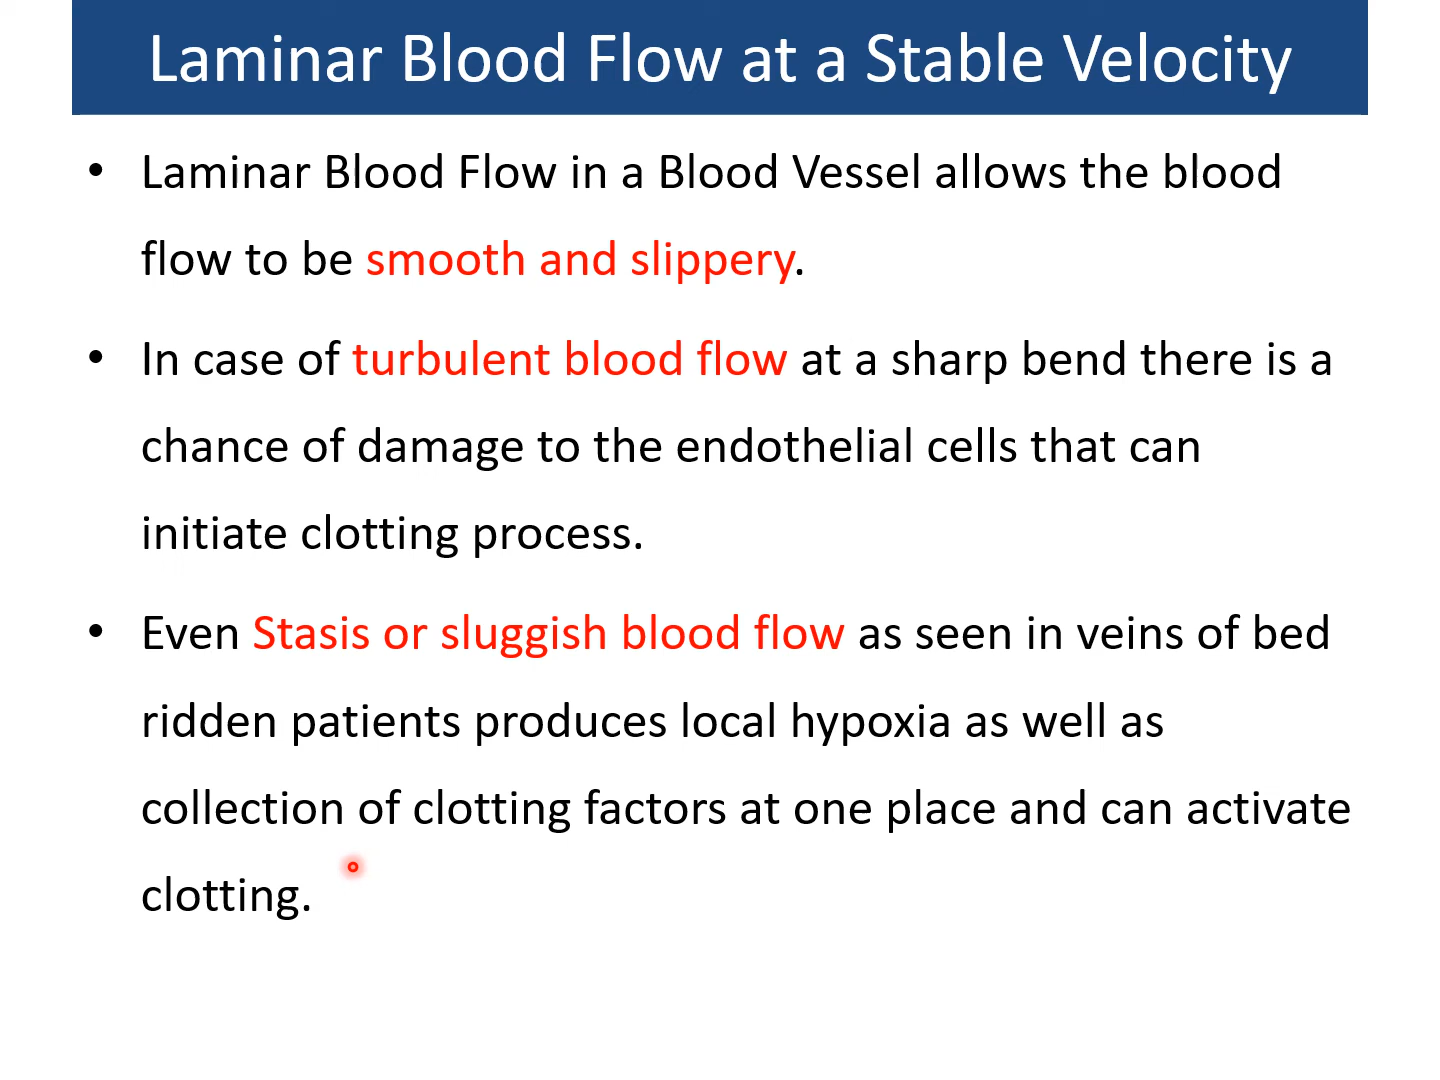 Laminar Blood Flow at a Stable Velocity
• Laminar Blood Flow in a Blood Vessel allows the blood
flow to be smooth and slippery.
• In case of turbulent blood flow at a sharp bend there is a
chance of damage to the endothelial cells that can
initiate clotting process.
• Even Stasis or sluggish blood flow as seen in veins of bed
ridden patients produces local hypoxia as well as
collection of clotting factors at one place and can activate
clotting.